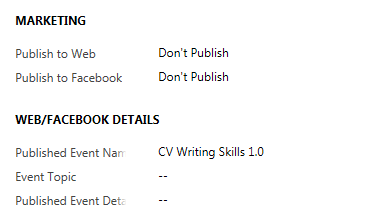 MARKETING
Publish to Web Don't Publish
Publish to Facebook Don't Publish
WEB/FACEBOOK DETAILS
Published Event Nam CV Writing Skills 1.0
Event Topic --
Published Event Deta --